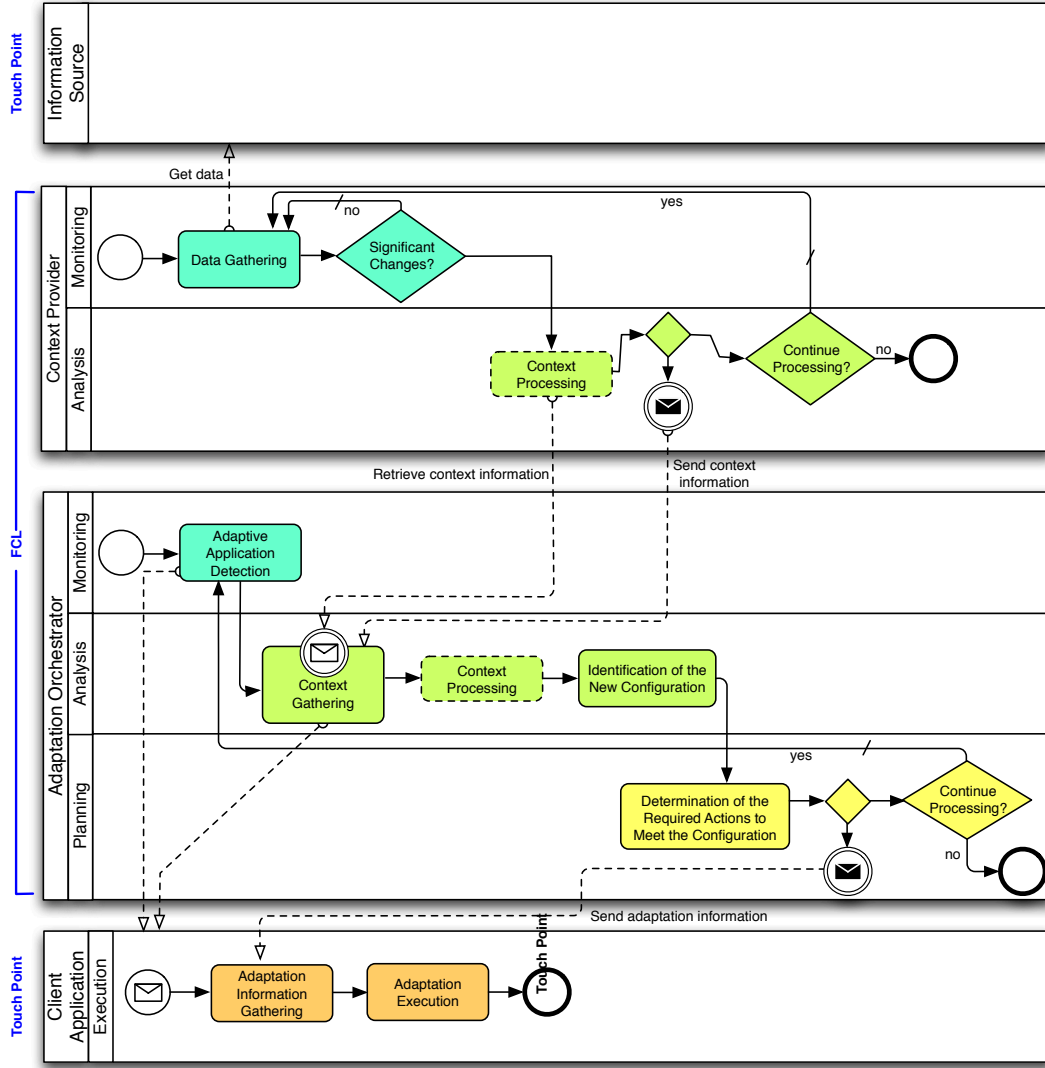 Touch Point
Information
Source
Get data
FCL
Context Provider
Monitoring
Data Gathering
no
Significant
Changes?
yes
Analysis
Context
Processing
Continue
Processing?
no
Retrieve context information
Send context
information
Adaptation Orchestrator
Monitoring
Adaptive
Application
Detection
Analysis
Context
Gathering
Context
Processing
Identification of the
New Configuration
Planning
yes
Determination of the
Required Actions to
Meet the Configuration
Continue
Processing?
no
Send adaptation information
Touch Point
Touch Point
Client
Application
Execution
Adaptation
Information
Gathering
Adaptation
Execution